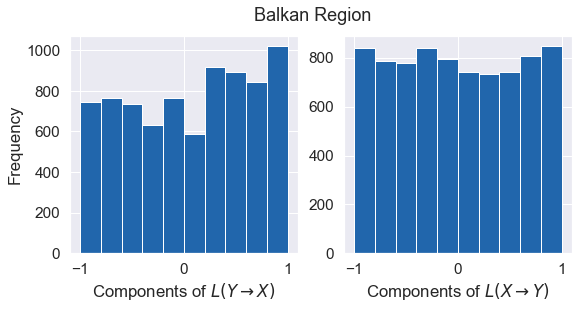 Balkan Region
Frequency
1000
800
600
400
200
0
−1 0 1
Components of L(Y→X)
800
600
400
200
0
−1 0 1
Components of L(X→Y)